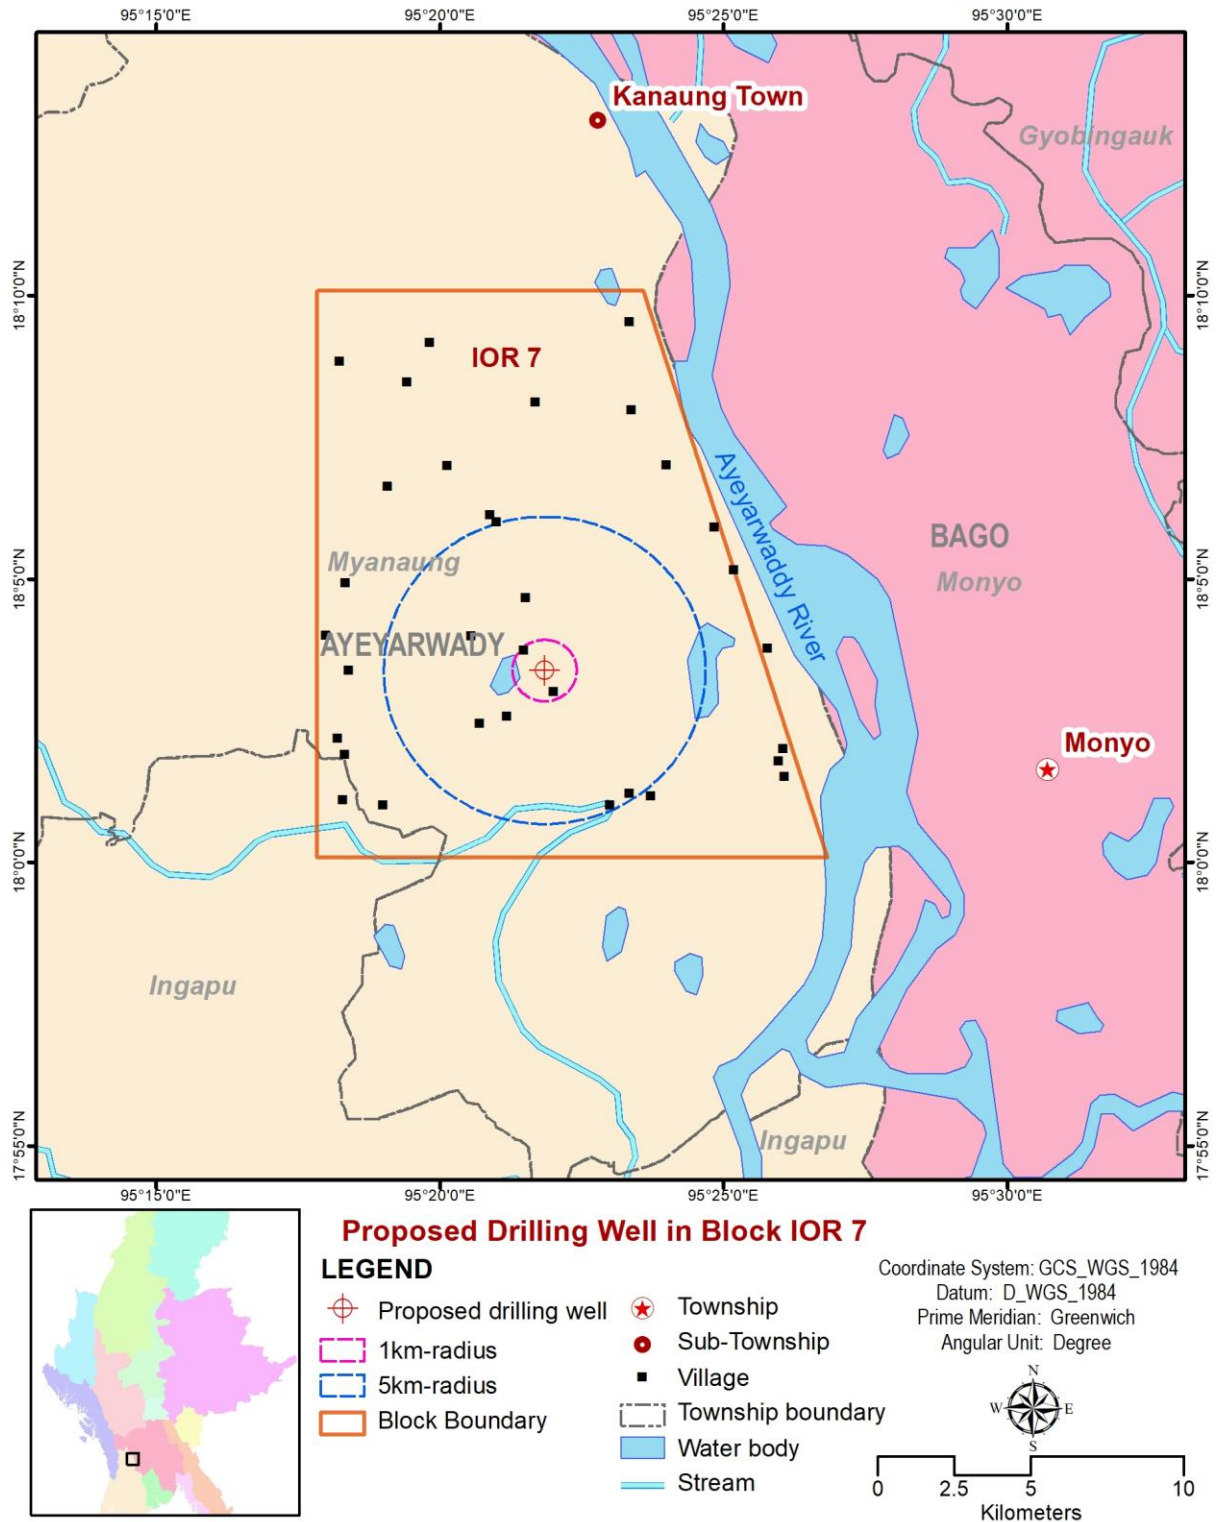 95°15'0"E
95°20'0"E
95°25'0"E
95°30'0"E
Kanaung Town
Gyobingauk
18°10'0"N
18°10'0"N
IOR 7
Ayeyarwaddy River
BAGO
Myanaung
Monyo
18°5'0"N
18°5'0"N
AYEYARWADY
Monyo
18°0'0"N
18°0'0"N
Ingapu
Ingapu
17°55'0"N
17°55'0"N
95°15'0"E
95°20'0"E
95°25'0"E
95°30'0"E
Proposed Drilling Well in Block IOR 7
LEGEND
Proposed drilling well
1km-radius
5km-radius
Block Boundary
Township
Sub-Township
Village
Township boundary
Water body
Stream
Coordinate System: GCS_WGS_1984
Datum: D_WGS_1984
Prime Meridian: Greenwich
Angular Unit: Degree
N
W E
S
0 2.5 5 10
Kilometers